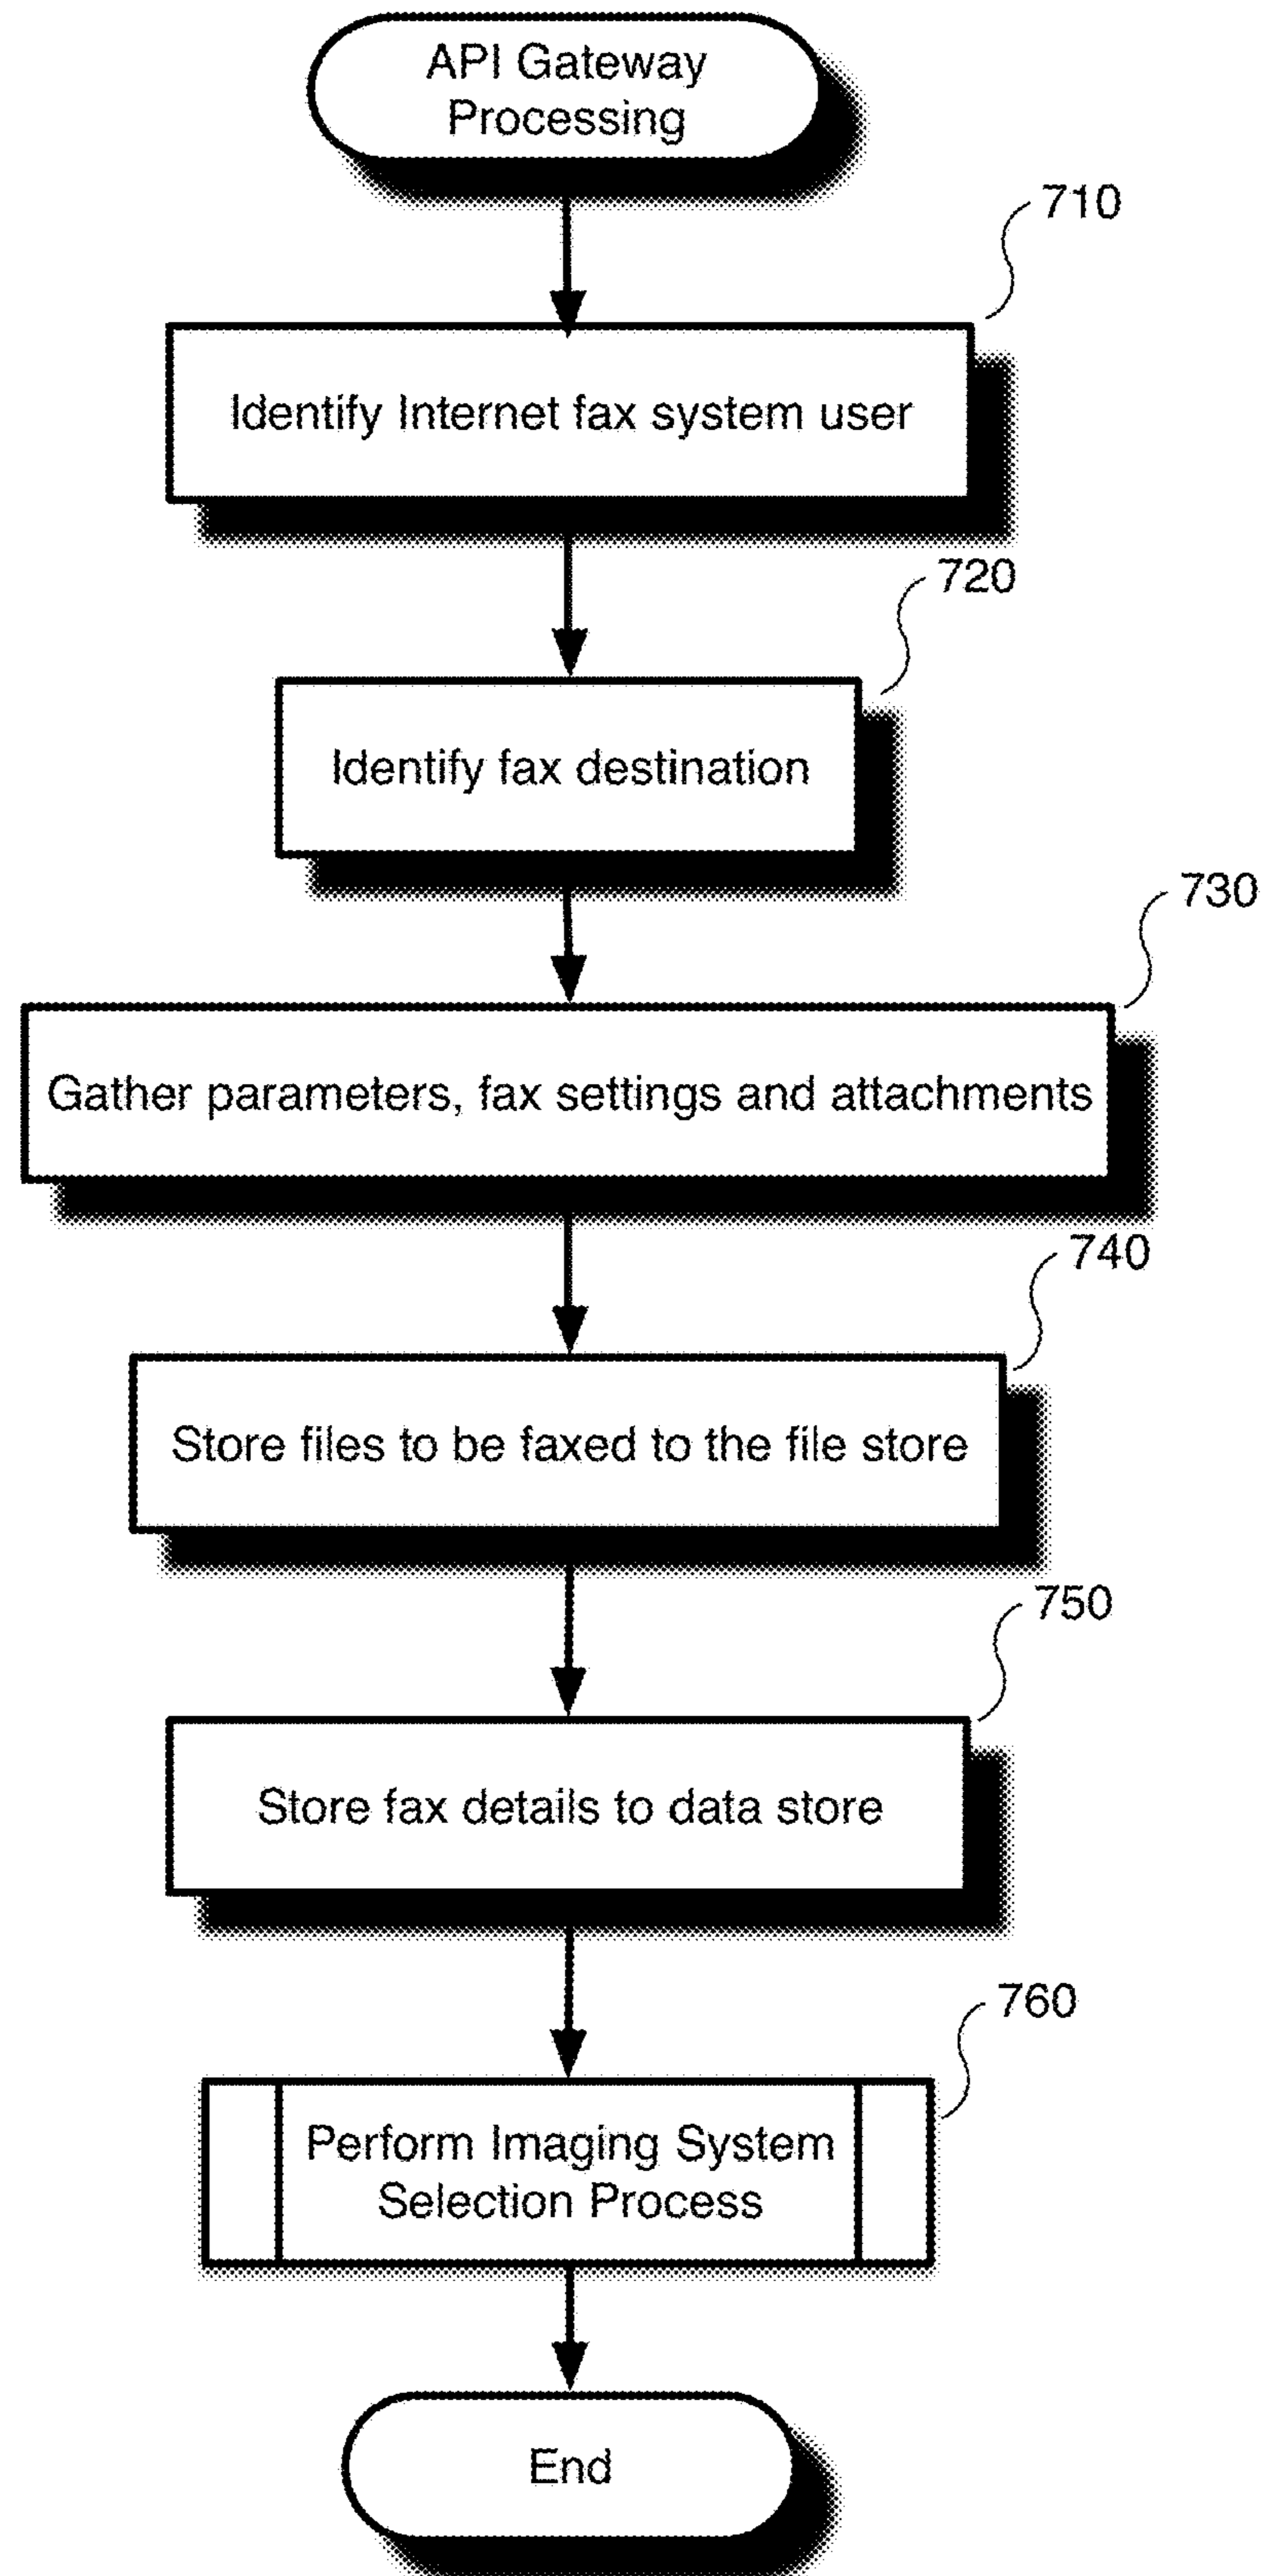 API Gateway
Processing
710
Identify Internet fax system user
720
Identify fax destination
730
Gather parameters, fax settings and attachments
740
Store files to be faxed to the file store
750
Store fax details to data store
760
Perform Imaging System
Selection Process
End